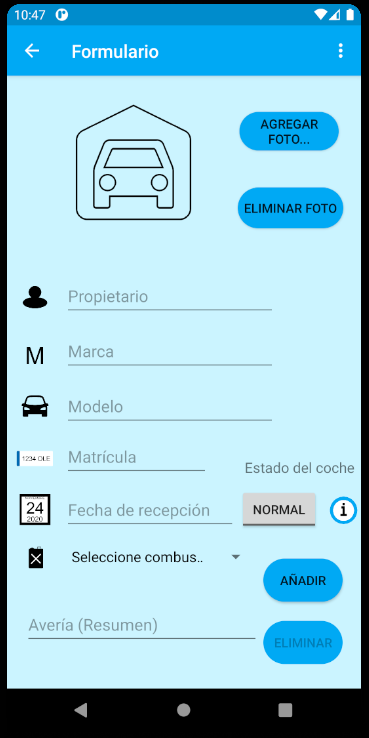 10:47
Formulario
AGREGAR
FOTO...
ELIMINAR FOTO
Propietario
M
Marca
Modelo
1234 OLE
Matrícula
Estado del coche
24
2020
Fecha de recepción
NORMAL
i
Seleccione combus..
AÑADIR
Avería (Resumen)
ELIMINAR